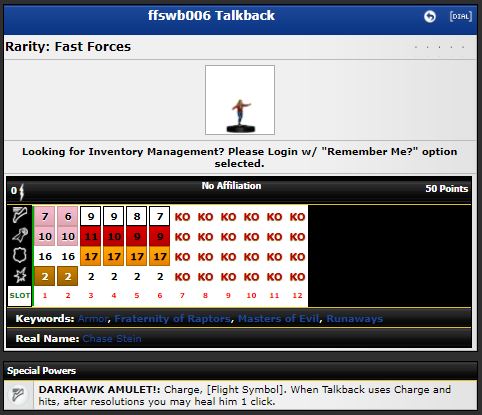 ffswb006 Talkback
[DIAL]
Rarity: Fast Forces
Looking for Inventory Management? Please Login w/ "Remember Me?" option
selected.
0 No Affiliation 50 Points
7 6 9 9 8 7 KO KO KO KO KO KO
10 10 11 10 9 9 KO KO KO KO KO KO
16 16 17 17 17 17 KO KO KO KO KO KO
2 2 2 2 2 2 KO KO KO KO KO KO
SLOT 1 2 3 4 5 6 7 8 9 10 11 12
Keywords: Armor, Fraternity of Raptors, Masters of Evil, Runaways
Real Name: Chase Stein
Special Powers
DARKHAWK AMULET!: Charge, [Flight Symbol]. When Talkback uses Charge and
hits, after resolutions you may heal him 1 click.